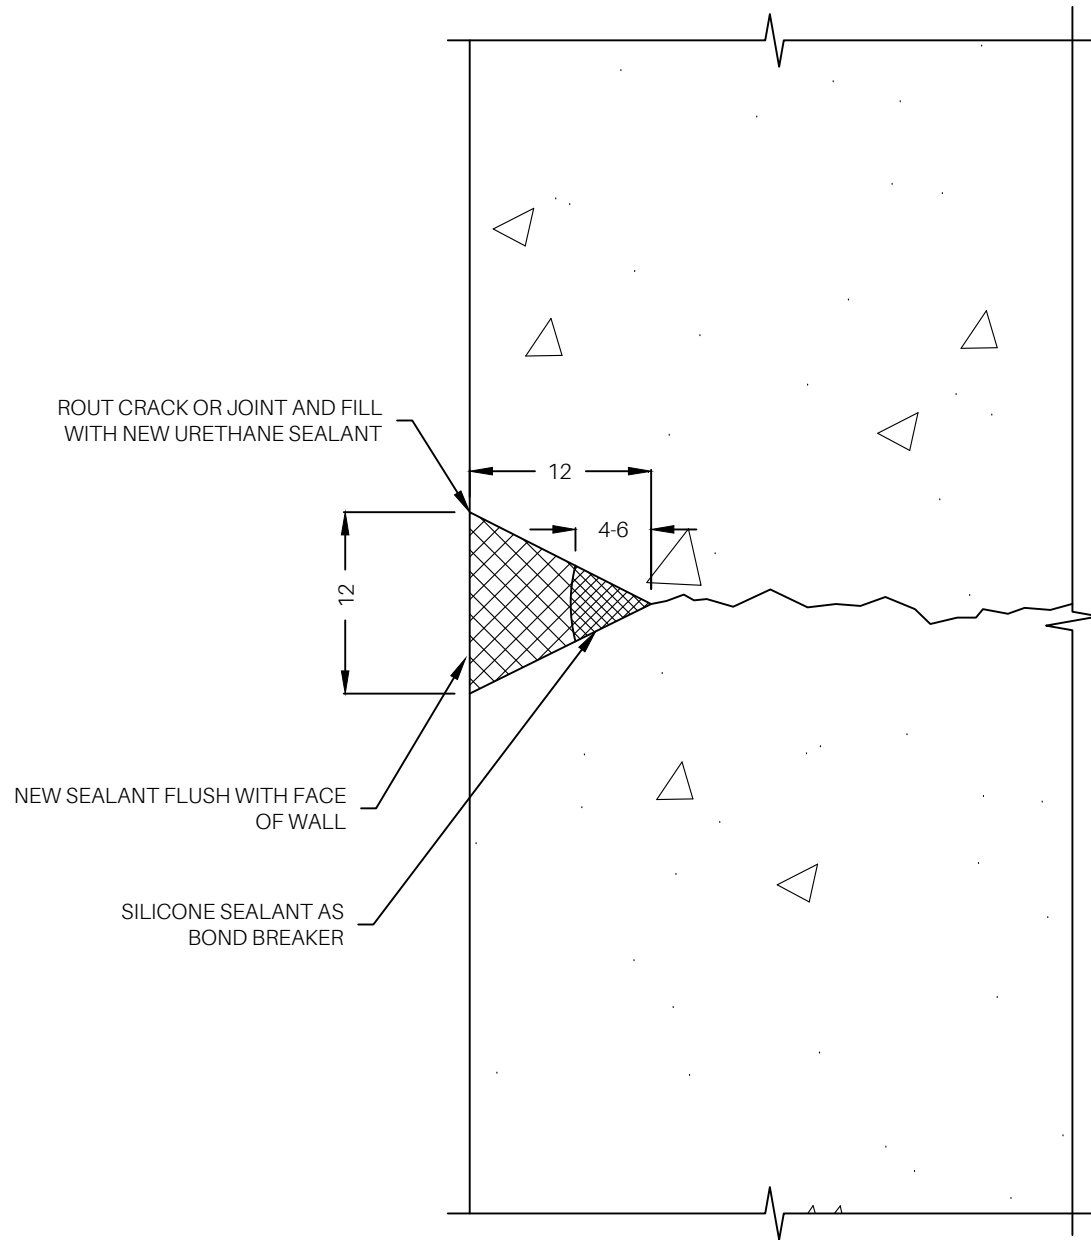 ROUT CRACK OR JOINT AND FILL
WITH NEW URETHANE SEALANT
12
4-6
12
NEW SEALANT FLUSH WITH FACE
OF WALL
SILICONE SEALANT AS
BOND BREAKER